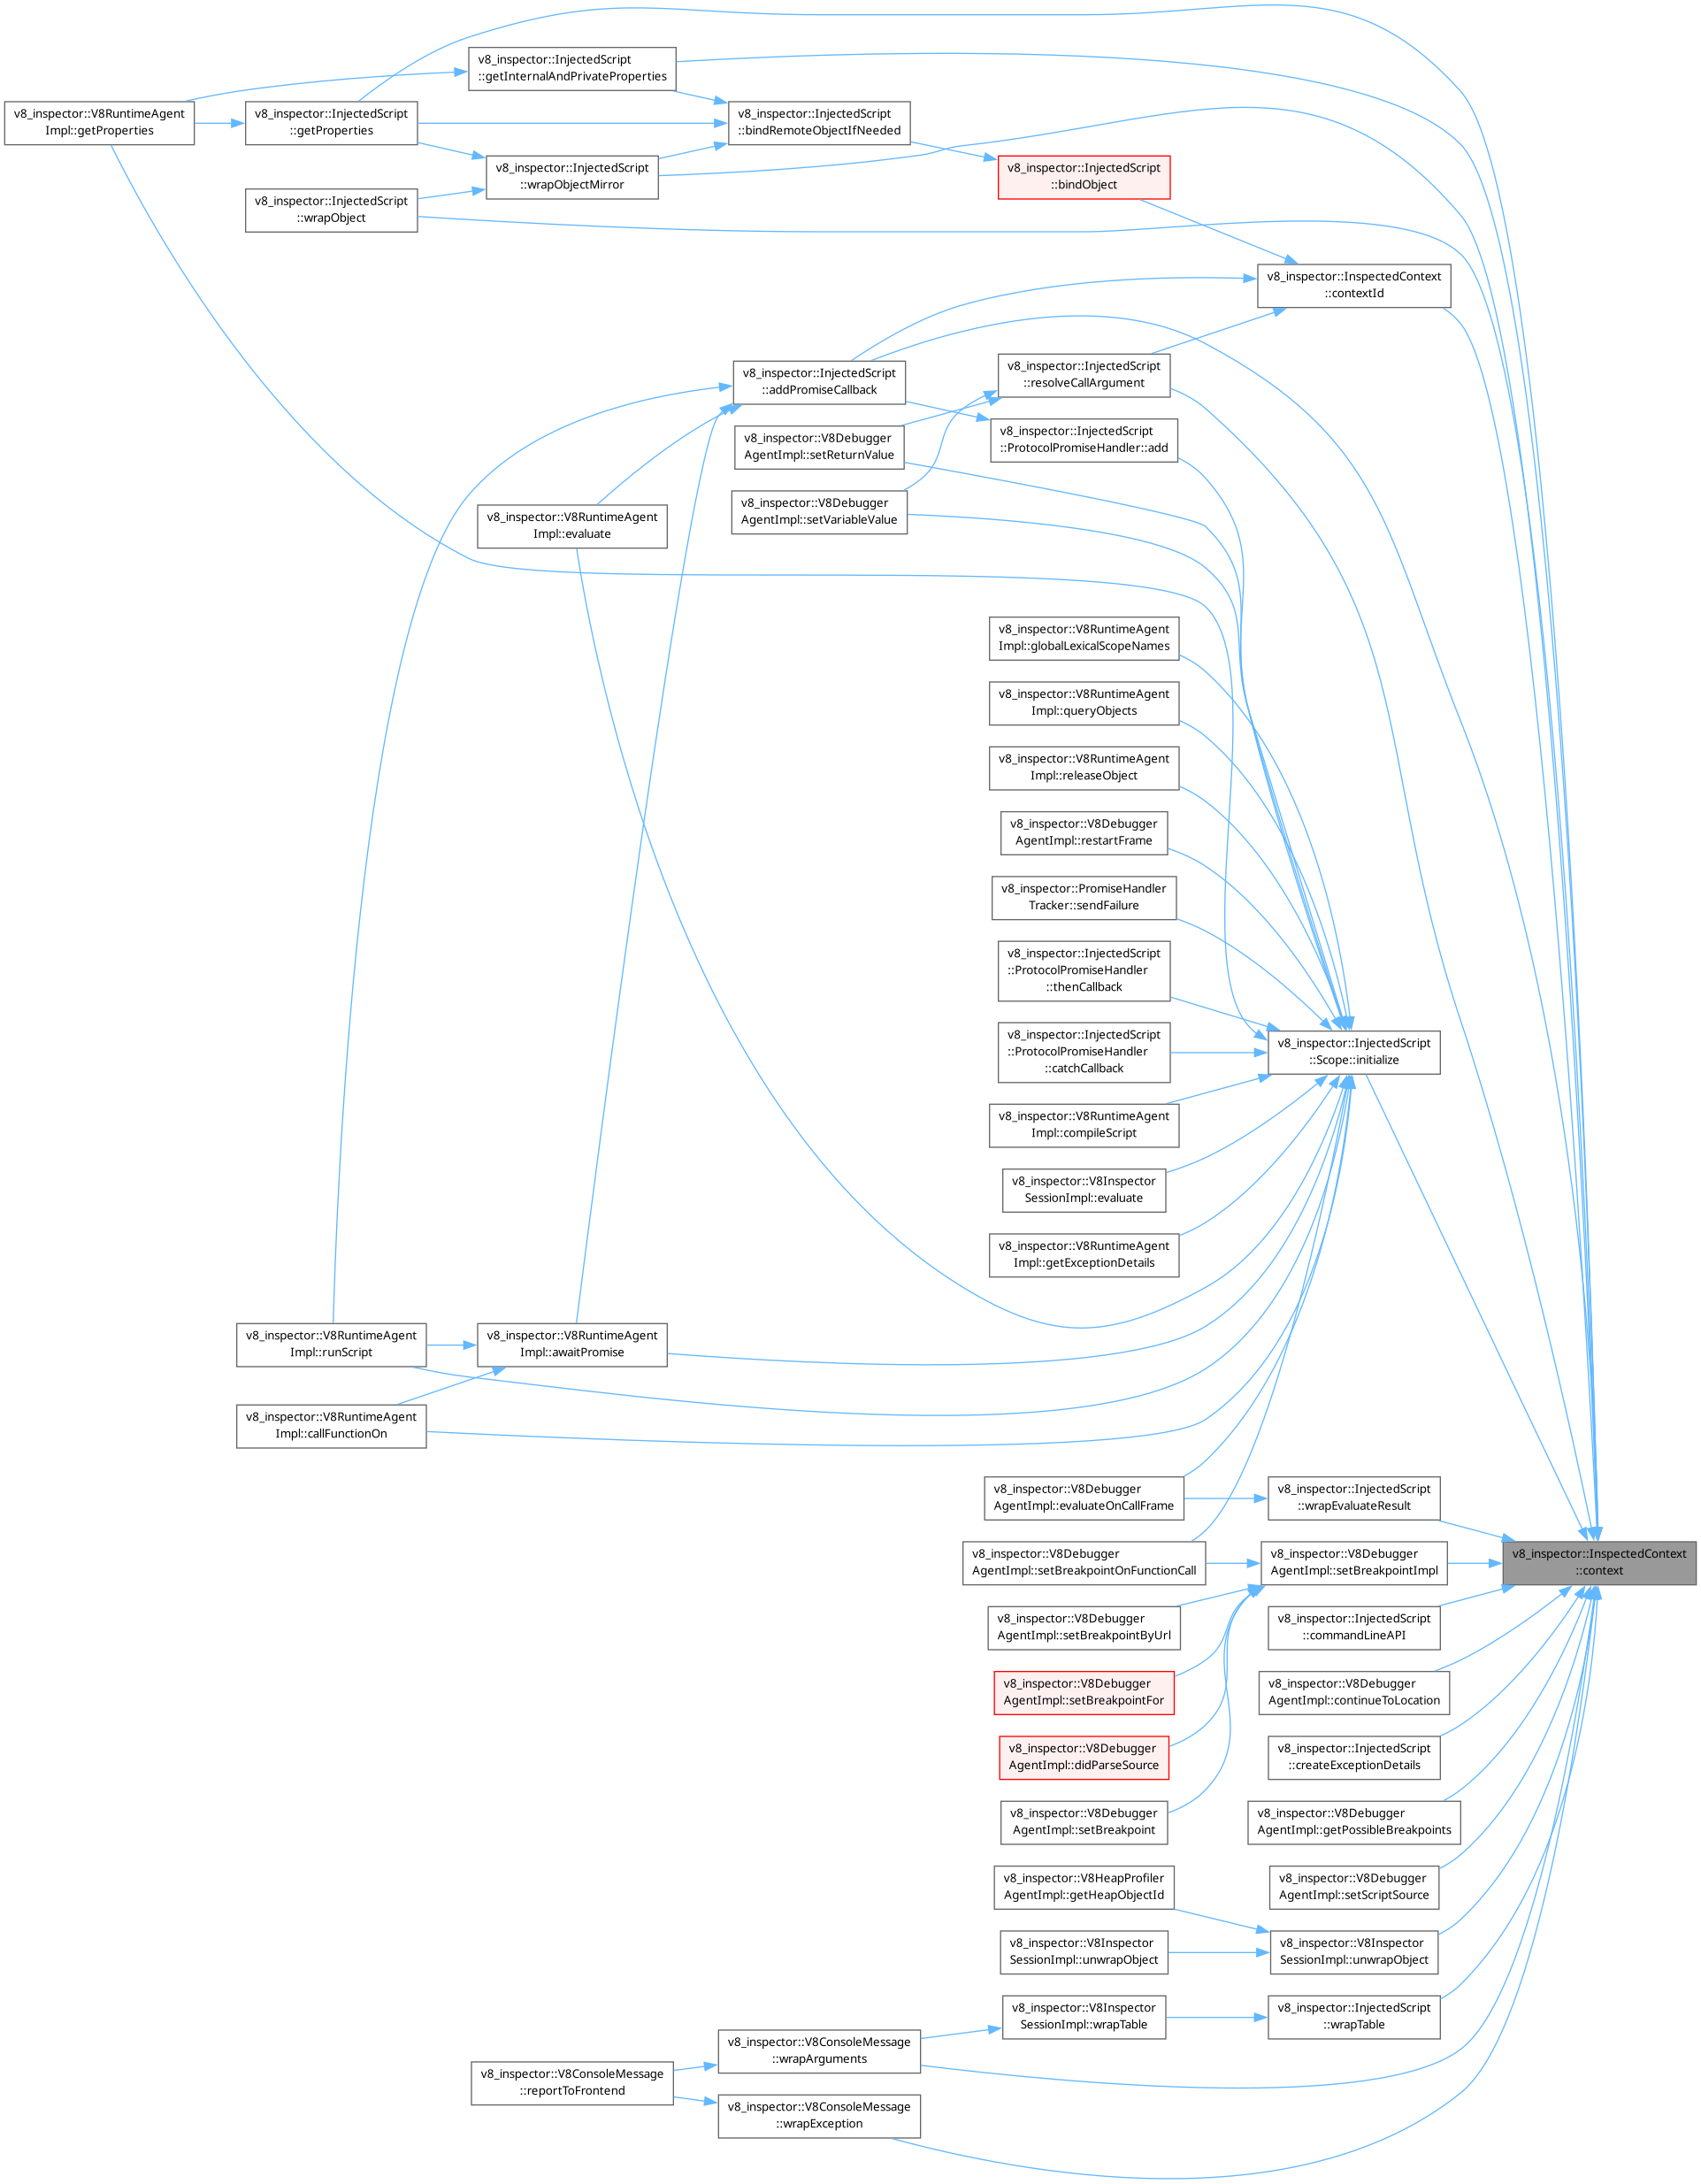 v8_inspector::InjectedScript
::getInternalAndPrivateProperties
v8_inspector::V8RuntimeAgent
Impl::getProperties
v8_inspector::InjectedScript
::getProperties
v8_inspector::InjectedScript
::bindRemoteObjectIfNeeded
v8_inspector::InjectedScript
::wrapObjectMirror
v8_inspector::InjectedScript
::bindObject
v8_inspector::InjectedScript
::wrapObject
v8_inspector::InspectedContext
::contextId
v8_inspector::InjectedScript
::addPromiseCallback
v8_inspector::InjectedScript
::resolveCallArgument
v8_inspector::V8Debugger
AgentImpl::setReturnValue
v8_inspector::InjectedScript
::ProtocolPromiseHandler::add
v8_inspector::V8Debugger
AgentImpl::setVariableValue
v8_inspector::V8RuntimeAgent
Impl::evaluate
v8_inspector::V8RuntimeAgent
Impl::globalLexicalScopeNames
v8_inspector::V8RuntimeAgent
Impl::queryObjects
v8_inspector::V8RuntimeAgent
Impl::releaseObject
v8_inspector::V8Debugger
AgentImpl::restartFrame
v8_inspector::PromiseHandler
Tracker::sendFailure
v8_inspector::InjectedScript
::ProtocolPromiseHandler
::thenCallback
v8_inspector::InjectedScript
::ProtocolPromiseHandler
::catchCallback
v8_inspector::InjectedScript
::Scope::initialize
v8_inspector::V8RuntimeAgent
Impl::compileScript
v8_inspector::V8Inspector
SessionImpl::evaluate
v8_inspector::V8RuntimeAgent
Impl::getExceptionDetails
v8_inspector::V8RuntimeAgent
Impl::runScript
v8_inspector::V8RuntimeAgent
Impl::awaitPromise
v8_inspector::V8RuntimeAgent
Impl::callFunctionOn
v8_inspector::V8Debugger
AgentImpl::evaluateOnCallFrame
v8_inspector::InjectedScript
::wrapEvaluateResult
v8_inspector::V8Debugger
AgentImpl::setBreakpointOnFunctionCall
v8_inspector::V8Debugger
AgentImpl::setBreakpointImpl
v8_inspector::InspectedContext
::context
v8_inspector::V8Debugger
AgentImpl::setBreakpointByUrl
v8_inspector::InjectedScript
::commandLineAPI
v8_inspector::V8Debugger
AgentImpl::setBreakpointFor
v8_inspector::V8Debugger
AgentImpl::continueToLocation
v8_inspector::V8Debugger
AgentImpl::didParseSource
v8_inspector::InjectedScript
::createExceptionDetails
v8_inspector::V8Debugger
AgentImpl::setBreakpoint
v8_inspector::V8Debugger
AgentImpl::getPossibleBreakpoints
v8_inspector::V8HeapProfiler
AgentImpl::getHeapObjectId
v8_inspector::V8Debugger
AgentImpl::setScriptSource
v8_inspector::V8Inspector
SessionImpl::unwrapObject
v8_inspector::V8Inspector
SessionImpl::unwrapObject
v8_inspector::V8Inspector
SessionImpl::wrapTable
v8_inspector::InjectedScript
::wrapTable
v8_inspector::V8ConsoleMessage
::wrapArguments
v8_inspector::V8ConsoleMessage
::reportToFrontend
v8_inspector::V8ConsoleMessage
::wrapException